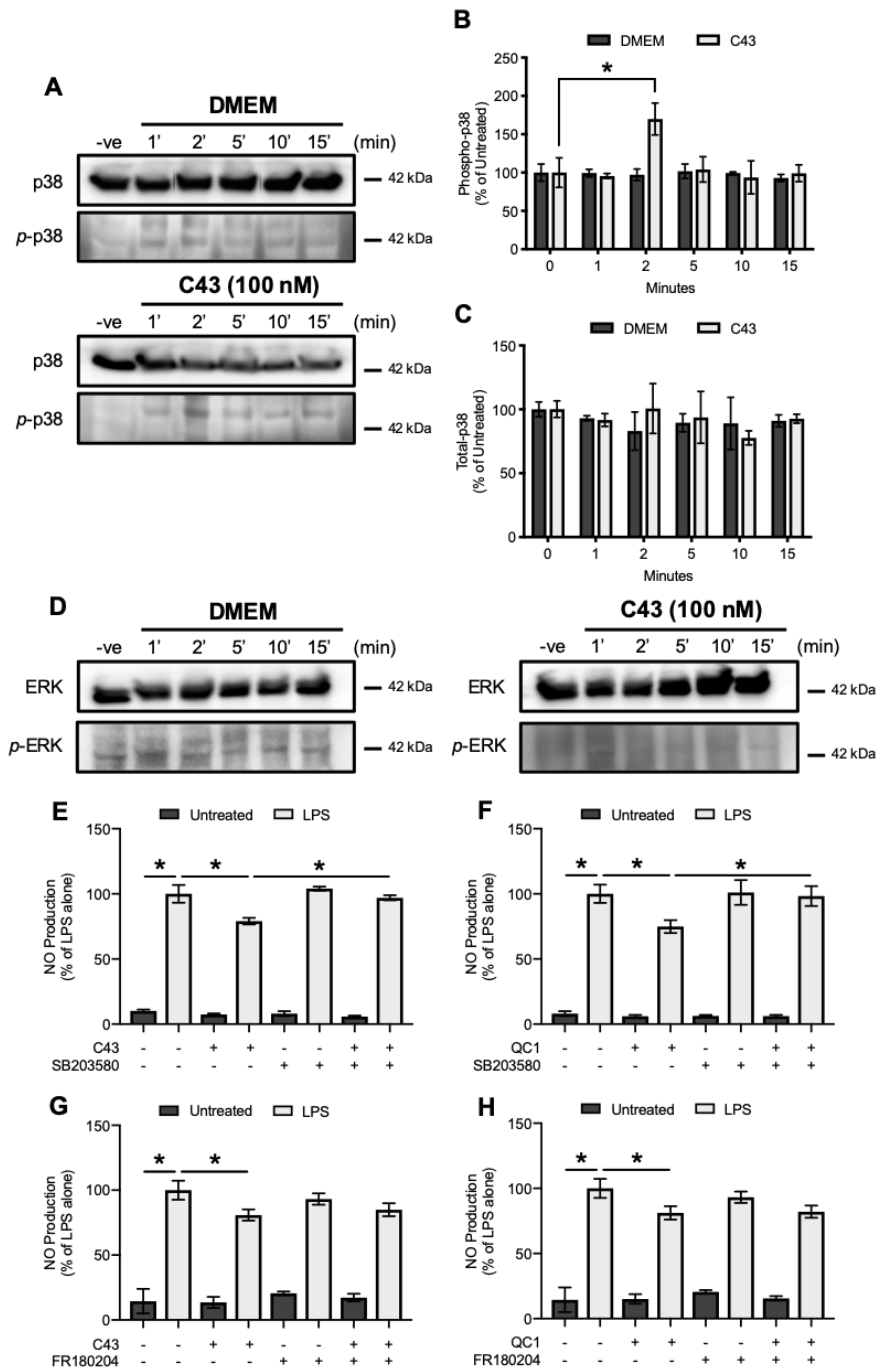 A
DMEM
-ve 1' 2' 5' 10' 15' (min)
p38 42 kDa
p-p38 42 kDa
C43 (100 nM)
-ve 1' 2' 5' 10' 15' (min)
p38 42 kDa
p-p38 42 kDa
B
DMEM C43
Phospho-p38
(% of Untreated)
250
200
150
100
50
0
*
0 1 2 5 10 15
Minutes
C
DMEM C43
Total-p38
(% of Untreated)
150
100
50
0
0 1 2 5 10 15
Minutes
D
DMEM
-ve 1' 2' 5' 10' 15' (min)
ERK 42 kDa
p-ERK 42 kDa
C43 (100 nM)
-ve 1' 2' 5' 10' 15' (min)
ERK 42 kDa
p-ERK 42 kDa
E
Untreated LPS
NO Production
(% of LPS alone)
150
100
50
0
* * *
C43 - - + + - - + +
SB203580 - - - - + + + +
F
Untreated LPS
NO Production
(% of LPS alone)
150
100
50
0
* * *
QC1 - - + + - - + +
SB203580 - - - - + + + +
G
Untreated LPS
NO Production
(% of LPS alone)
150
100
50
0
* *
C43 - - + + - - + +
FR180204 - - - - + + + +
H
Untreated LPS
NO Production
(% of LPS alone)
150
100
50
0
* *
QC1 - - + + - - + +
FR180204 - - - - + + + +